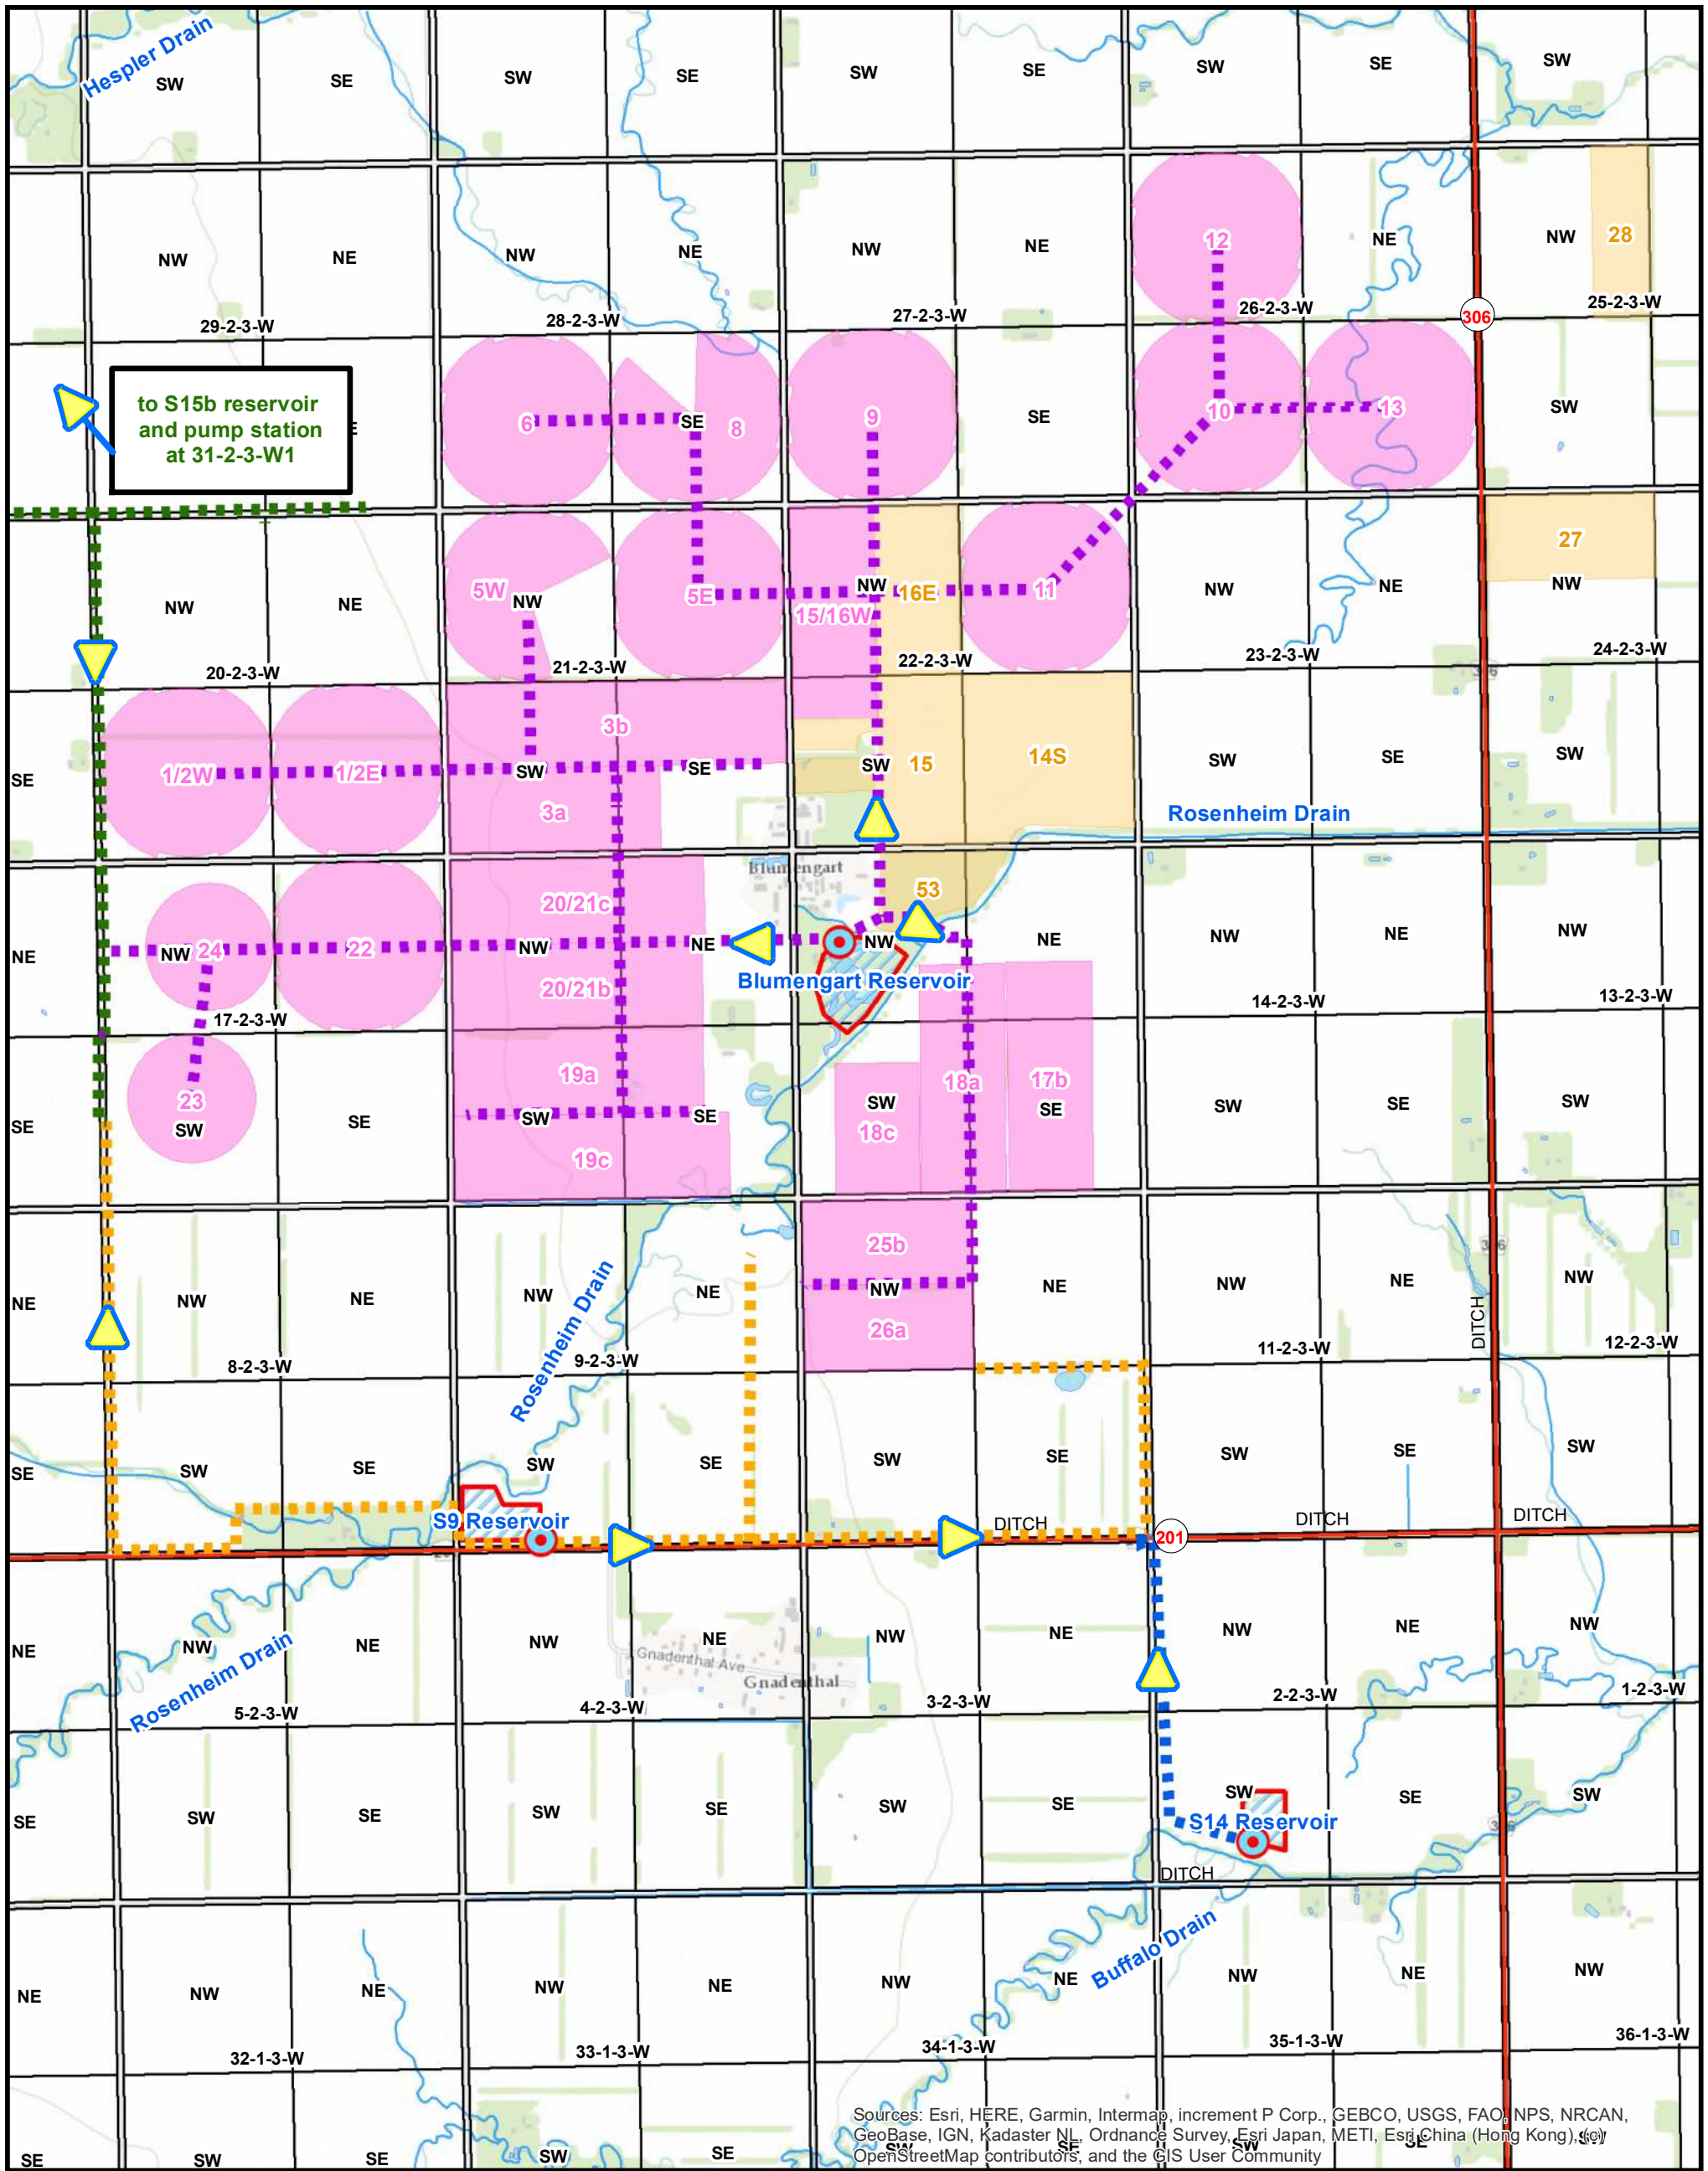 Hespler Drain
SW
SE
SW
SE
SW
SE
SW
SE
SW
NW
NE
NW
NE
NW
NE
12
NE
NW
28
29-2-3-W
28-2-3-W
27-2-3-W
26-2-3-W
25-2-3-W
306
to S15b reservoir
and pump station
at 31-2-3-W1
E
6
SE
8
9
SE
10
13
SW
NW
NE
5W
NW
5E
15/16W
NW
16E
11
NW
NE
27
NW
20-2-3-W
21-2-3-W
22-2-3-W
23-2-3-W
24-2-3-W
SE
1/2W
1/2E
3b
SW
SE
3a
SW
15
14S
SW
SE
SW
Rosenheim Drain
Blumengart
53
NE
NW
24
22
20/21c
NW
NE
20/21b
NW
NE
NW
NE
NW
Blumengart Reservoir
17-2-3-W
14-2-3-W
13-2-3-W
SE
23
SW
SE
19a
SW
SE
19c
SW
18c
18a
17b
SE
SW
SE
SW
NE
NW
NE
NW
Rosenheim Drain
NE
25b
NW
26a
NE
NW
NE
DITCH
NW
8-2-3-W
9-2-3-W
11-2-3-W
12-2-3-W
SE
SW
SE
SW
SE
SW
SE
SW
SE
SW
S9 Reservoir
DITCH
201
DITCH
DITCH
NE
NW
Rosenheim Drain
NE
NW
NE
Gnadenthal Ave
Gnadenthal
NW
NE
NW
NE
NW
5-2-3-W
4-2-3-W
3-2-3-W
2-2-3-W
1-2-3-W
SE
SW
SE
SW
SE
SW
SE
SW
SE
SW
S14 Reservoir
DITCH
Buffalo Drain
NE
NW
NE
NW
NE
NW
NE
NW
NE
NW
32-1-3-W
33-1-3-W
34-1-3-W
35-1-3-W
36-1-3-W
SE
SW
SE
SW
SE
SW
SE
SW
SE
SW
Sources: Esri, HERE, Garmin, Intermap, increment P Corp., GEBCO, USGS, FAO, NPS, NRCAN,
GeoBase, IGN, Kadaster NL, Ordnance Survey, Esri Japan, METI, Esri China (Hong Kong), (c)
OpenStreetMap contributors, and the GIS User Community